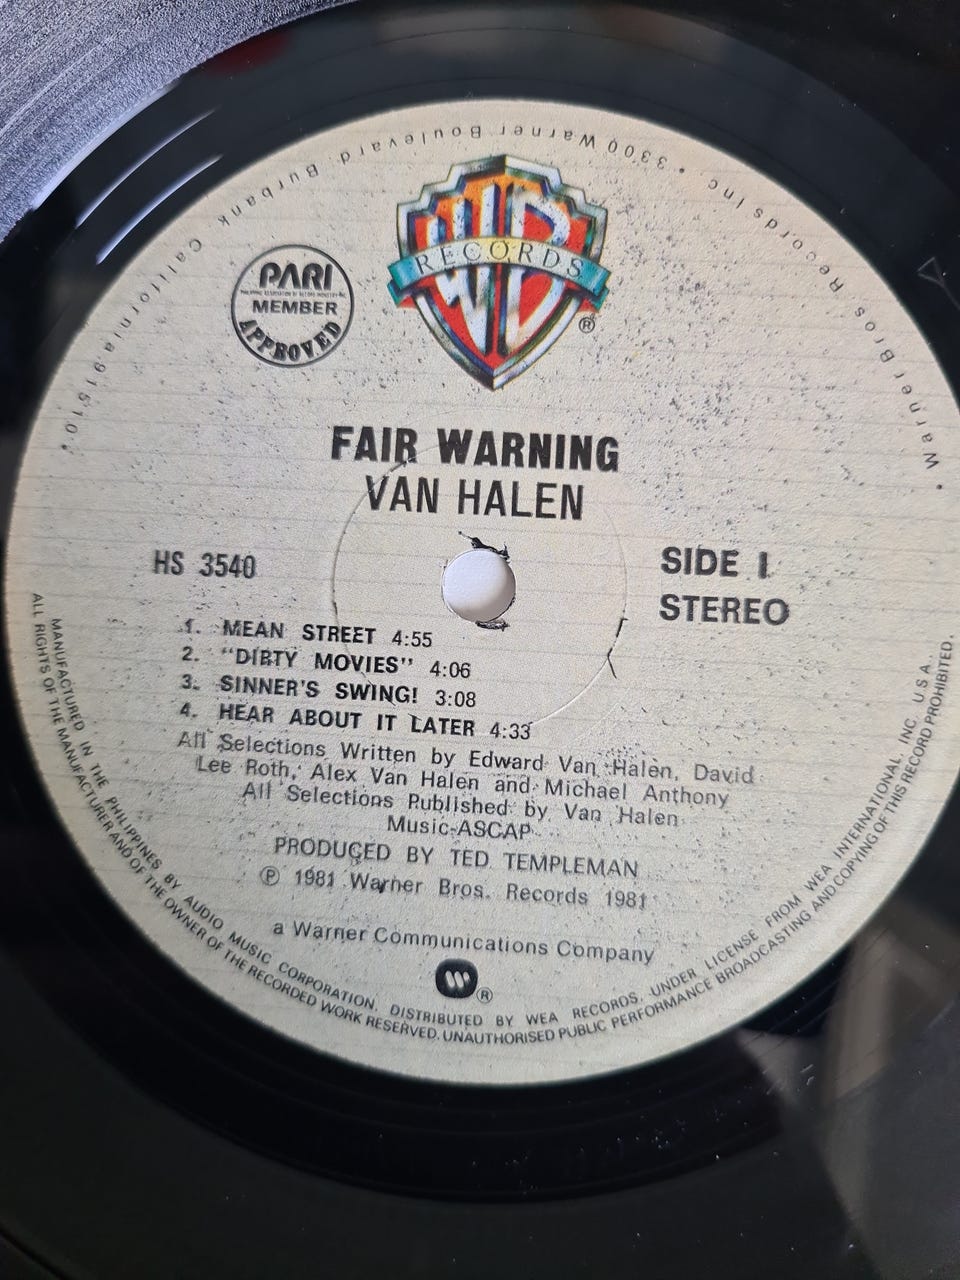 Warner Bros. Records Inc. • 3300 Warner Boulevard. Burbank California 91510 •
WB
RECORDS
®
PARI
MEMBER
APPROVED
FAIR WARNING
VAN HALEN
HS 3540
SIDE 1
STEREO
1. MEAN STREET 4:55
2. "DIRTY MOVIES" 4:06
3. SINNER'S SWING! 3:08
4. HEAR ABOUT IT LATER 4:33
All Selections Written by Edward Van Halen, David
Lee Roth, Alex Van Halen and Michael Anthony
All Selections Published by Van Halen
Music-ASCAP
PRODUCED BY TED TEMPLEMAN
℗ 1981 Warner Bros. Records 1981
a Warner Communications Company
®
MANUFACTURED IN THE PHILIPPINES BY AUDIO MUSIC CORPORATION. DISTRIBUTED BY WEA RECORDS. UNDER LICENSE FROM WEA INTERNATIONAL, INC U.S.A.
ALL RIGHTS OF THE MANUFACTURER AND OF THE OWNER OF THE RECORDED WORK RESERVED. UNAUTHORISED PUBLIC PERFORMANCE BROADCASTING AND COPYING OF THIS RECORD PROHIBITED.